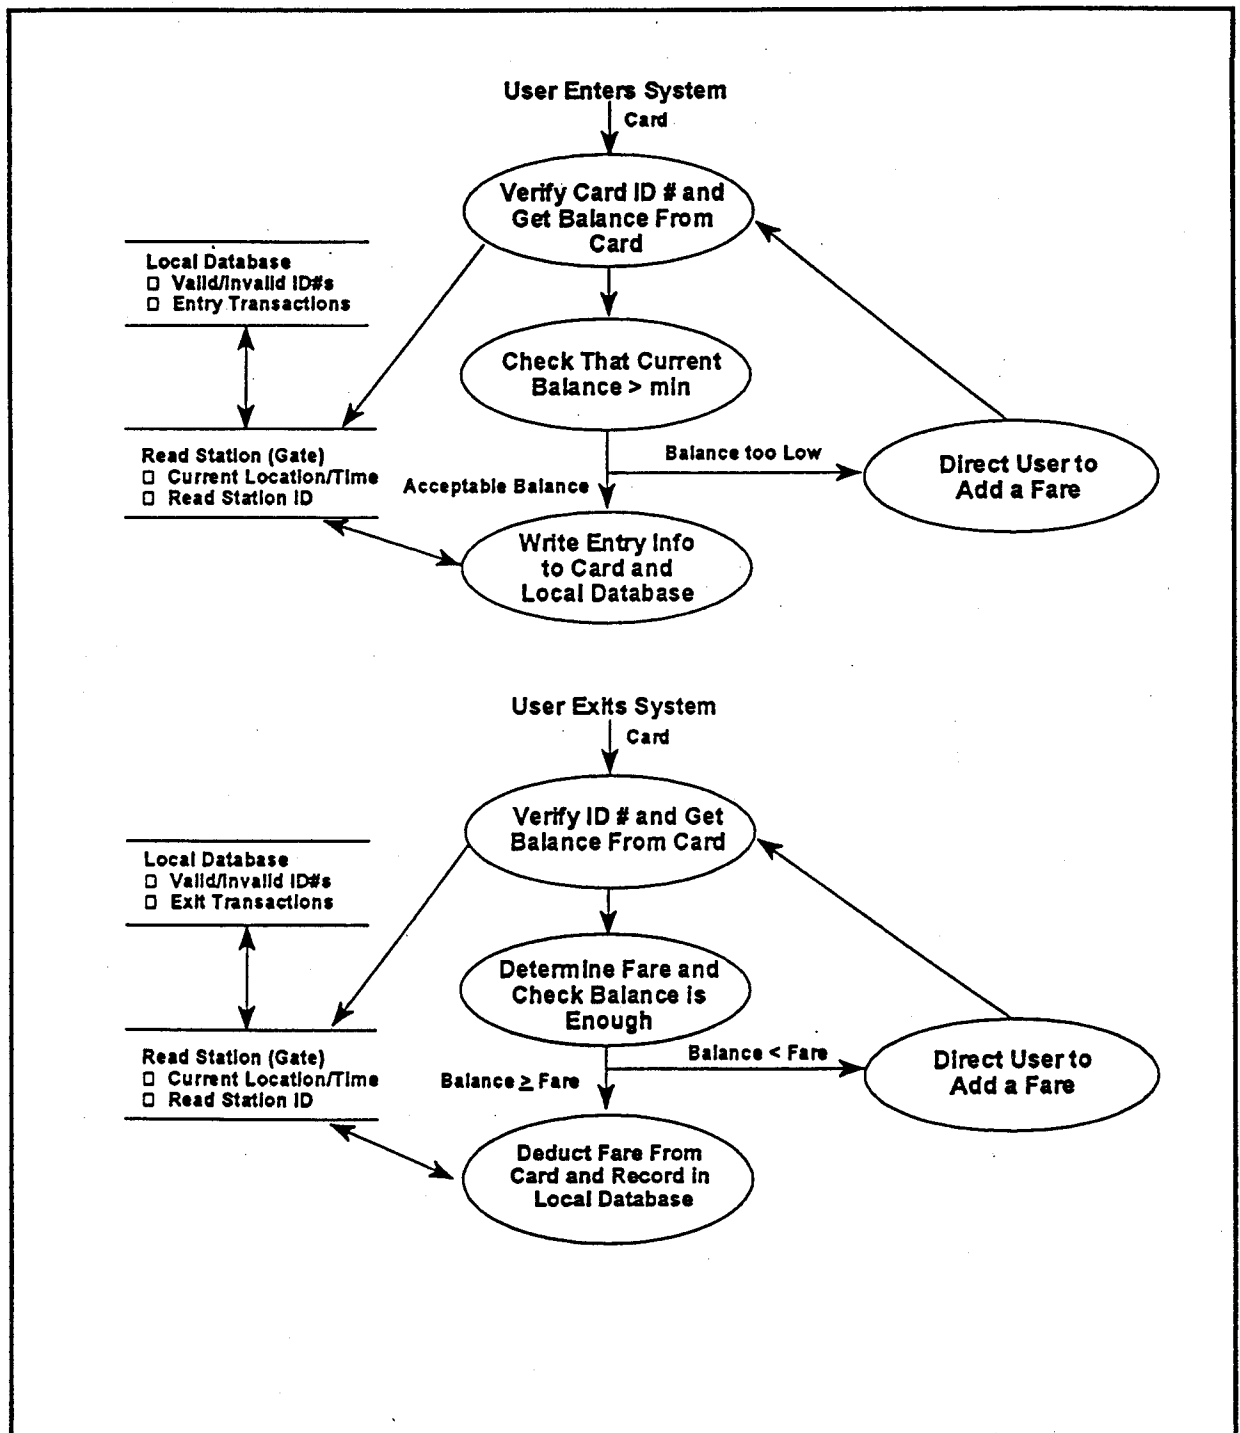 User Enters System
Card
Verify Card ID # and
Get Balance From
Card
Local Database
☐ Valid/Invalid ID#s
☐ Entry Transactions
Check That Current
Balance > min
Read Station (Gate)
☐ Current Location/Time
☐ Read Station ID
Balance too Low
Direct User to
Add a Fare
Acceptable Balance
Write Entry Info
to Card and
Local Database
User Exits System
Card
Verify ID # and Get
Balance From Card
Local Database
☐ Valid/Invalid ID#s
☐ Exit Transactions
Determine Fare and
Check Balance is
Enough
Read Station (Gate)
☐ Current Location/Time
☐ Read Station ID
Balance < Fare
Direct User to
Add a Fare
Balance ≥ Fare
Deduct Fare From
Card and Record in
Local Database